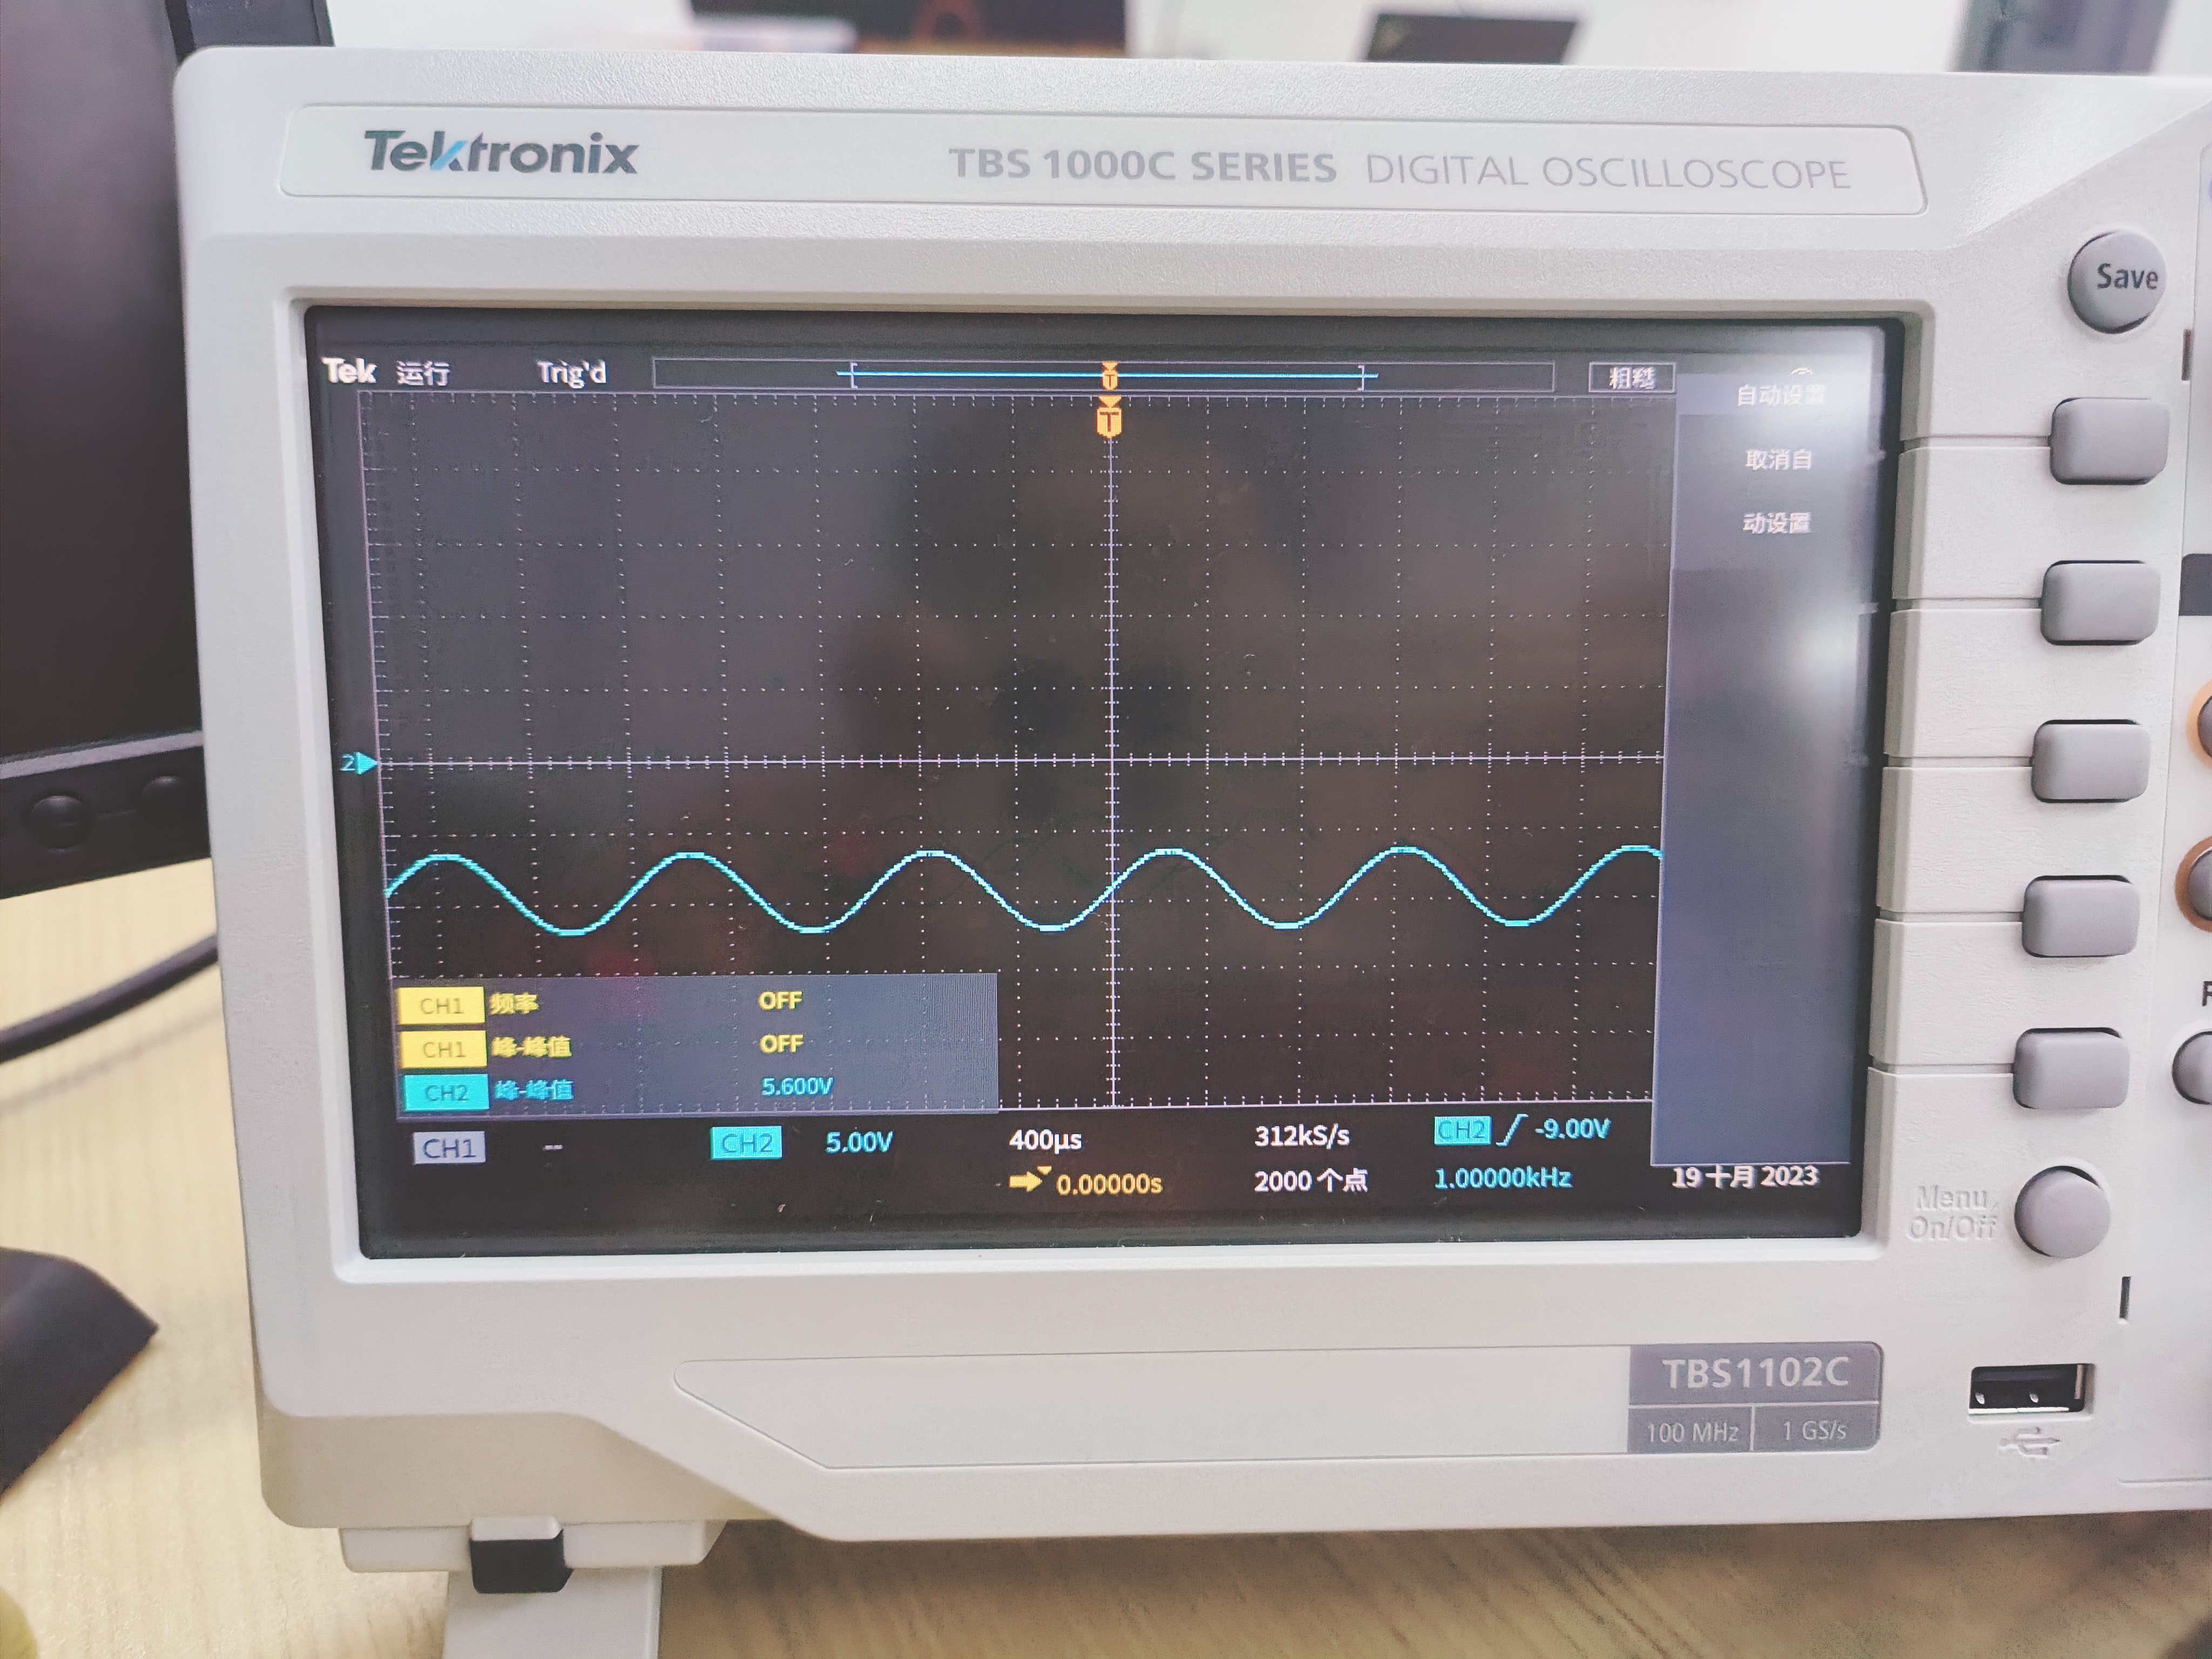 Tektronix
TBS 1000C SERIES DIGITAL OSCILLOSCOPE
Save
Tek 运行 Trig'd 粗糙
T
T
自动设置
取消自
动设置
2
CH1 频率 OFF
CH1 峰-峰值 OFF
CH2 峰-峰值 5.600V
CH1 -- CH2 5.00V 400µs 312kS/s CH2 -9.00V
0.00000s 2000 个点 1.00000kHz 19 十月 2023
Menu
On/Off
TBS1102C
100 MHz 1 GS/s